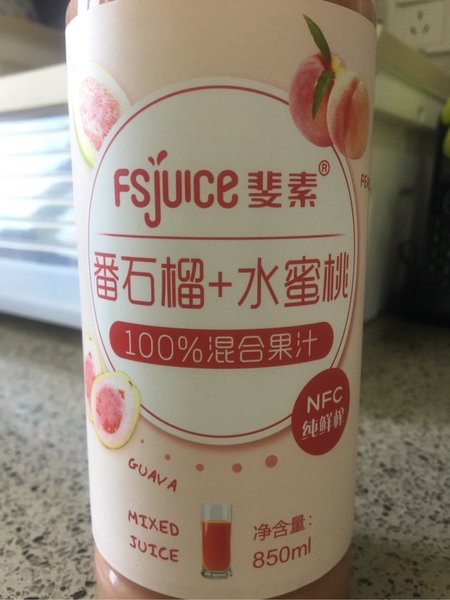 FSJUICE 斐素®
番石榴+水蜜桃
100%混合果汁
NFC
纯鲜榨
GUAVA
MIXED
JUICE
净含量:
850ml